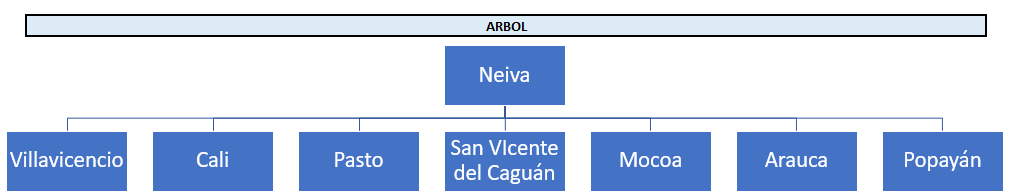 ARBOL
Neiva
Villavicencio
Cali
Pasto
San VIcente
del Caguán
Mocoa
Arauca
Popayán